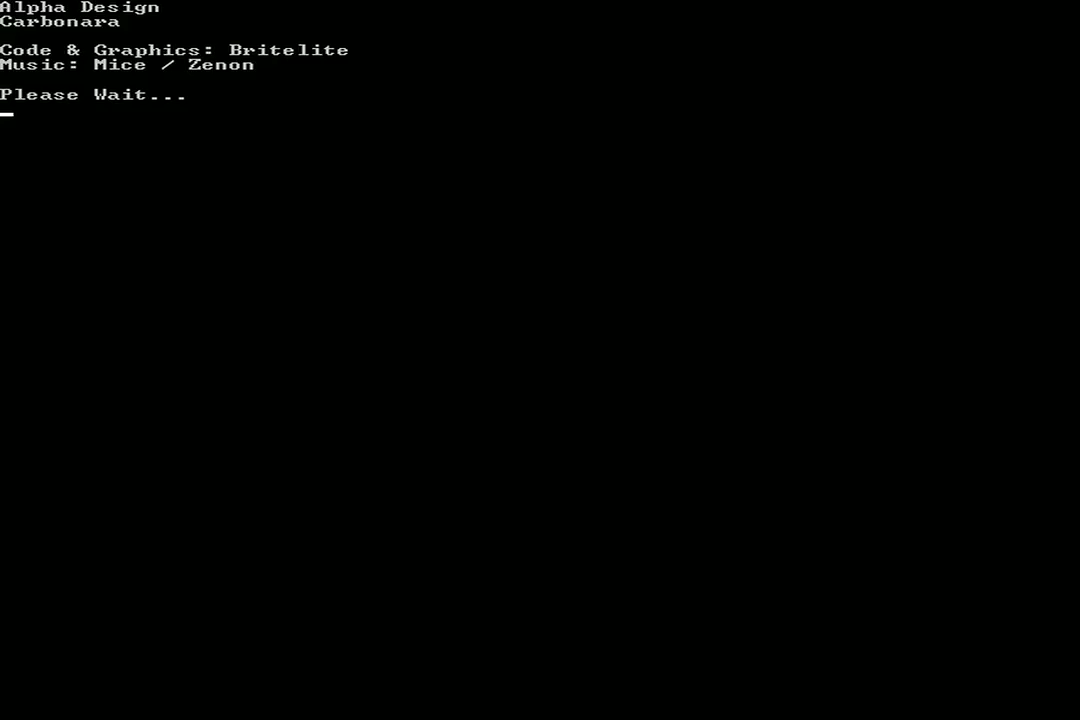 Alpha Design
Carbonara
Code & Graphics: Britelite
Music: Mice / Zenon
Please Wait...